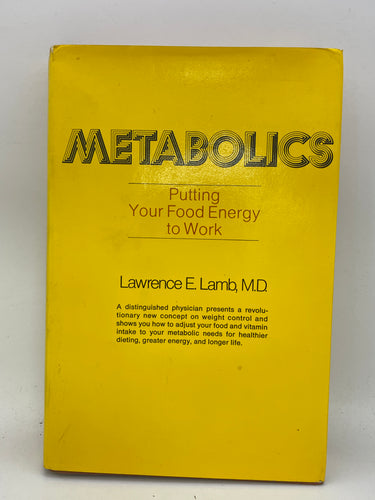 METABOLICS
Putting
Your Food Energy
to Work
Lawrence E. Lamb, M.D.
A distinguished physician presents a revolu-
tionary new concept on weight control and
shows you how to adjust your food and vitamin
intake to your metabolic needs for healthier
dieting, greater energy, and longer life.